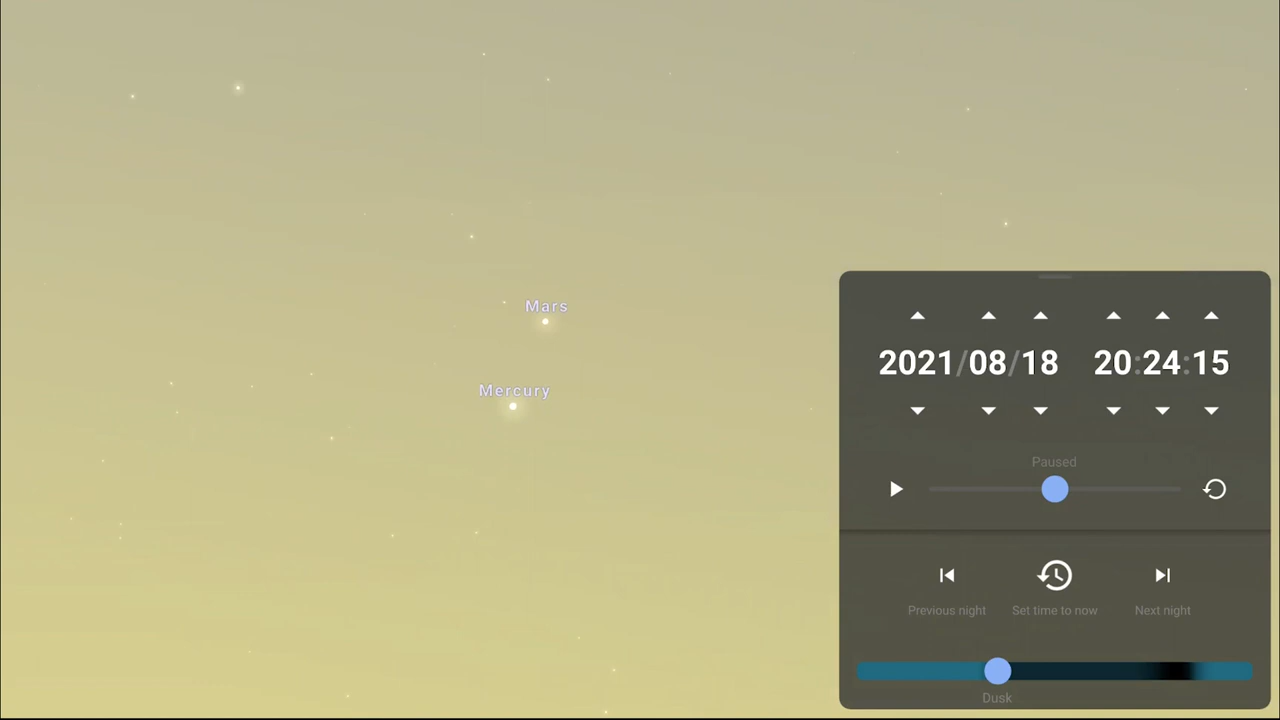 Mars
Mercury
2021/08/18 20:24:15
Paused
Previous night Set time to now Next night
Dusk